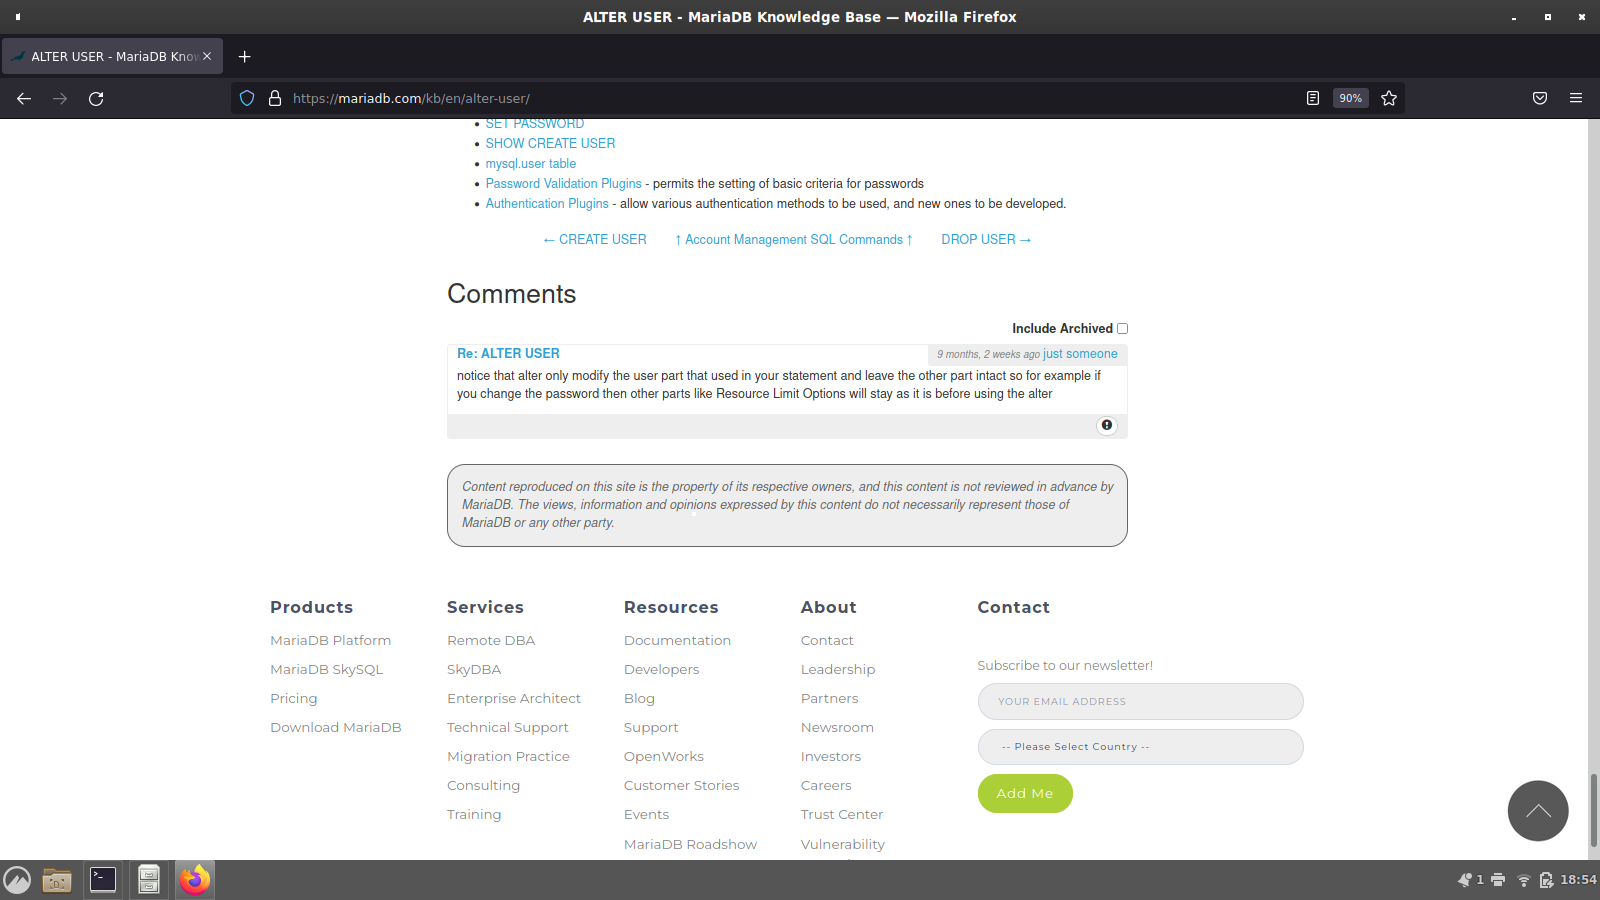 ALTER USER - MariaDB Knowledge Base — Mozilla Firefox
ALTER USER - MariaDB Know
https://mariadb.com/kb/en/alter-user/
90%
SET PASSWORD
SHOW CREATE USER
mysql.user table
Password Validation Plugins - permits the setting of basic criteria for passwords
Authentication Plugins - allow various authentication methods to be used, and new ones to be developed.
← CREATE USER ↑ Account Management SQL Commands ↑ DROP USER →
Comments
Include Archived
Re: ALTER USER
9 months, 2 weeks ago just someone
notice that alter only modify the user part that used in your statement and leave the other part intact so for example if
you change the password then other parts like Resource Limit Options will stay as it is before using the alter
Content reproduced on this site is the property of its respective owners, and this content is not reviewed in advance by
MariaDB. The views, information and opinions expressed by this content do not necessarily represent those of
MariaDB or any other party.
Products
MariaDB Platform
MariaDB SkySQL
Pricing
Download MariaDB
Services
Remote DBA
SkyDBA
Enterprise Architect
Technical Support
Migration Practice
Consulting
Training
Resources
Documentation
Developers
Blog
Support
OpenWorks
Customer Stories
Events
MariaDB Roadshow
About
Contact
Leadership
Partners
Newsroom
Investors
Careers
Trust Center
Vulnerability
Contact
Subscribe to our newsletter!
YOUR EMAIL ADDRESS
-- Please Select Country --
Add Me
1
18:54